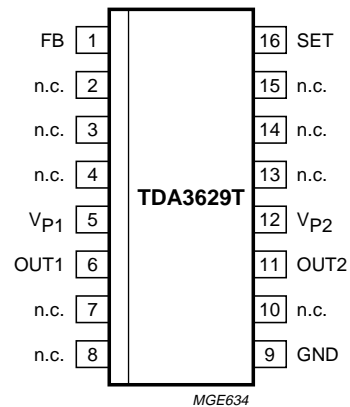 FB 1 16 SET
n.c. 2 15 n.c.
n.c. 3 14 n.c.
n.c. 4 13 n.c.
TDA3629T
VP1 5 12 VP2
OUT1 6 11 OUT2
n.c. 7 10 n.c.
n.c. 8 9 GND
MGE634